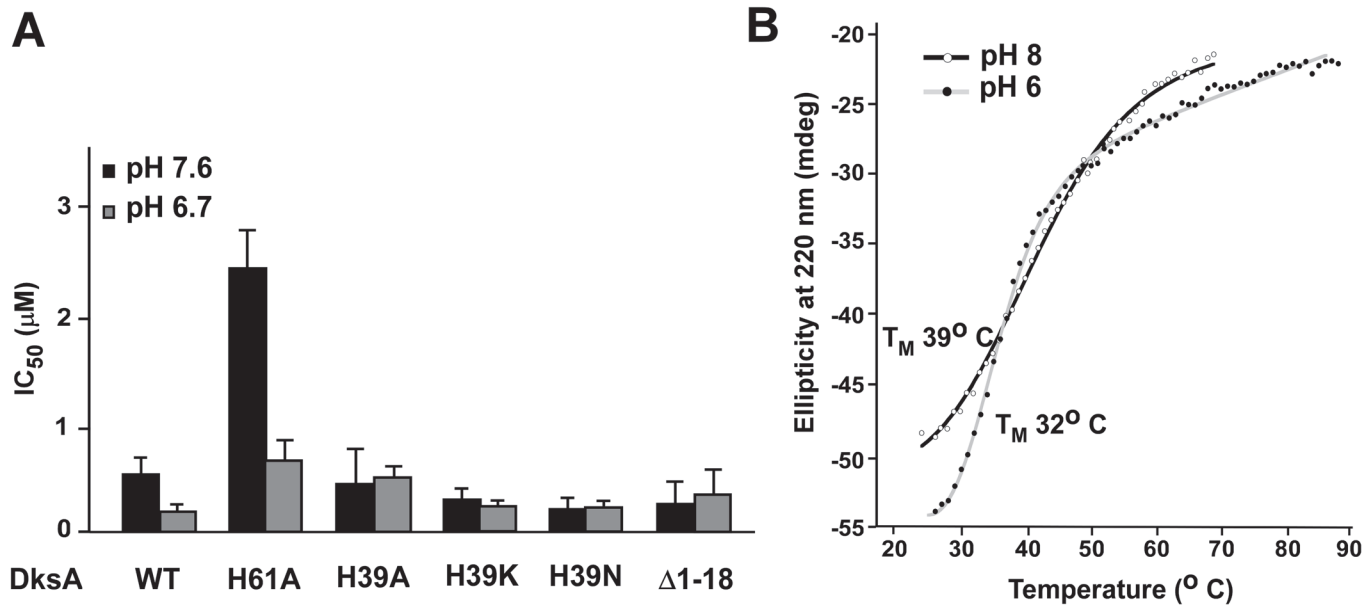 A
pH 7.6
pH 6.7
3
2
1
0
IC50 (μM)
DksA WT H61A H39A H39K H39N Δ1-18
B
pH 8
pH 6
-20
-25
-30
-35
-40
-45
-50
-55
Ellipticity at 220 nm (mdeg)
TM 39o C
TM 32o C
20 30 40 50 60 70 80 90
Temperature (o C)